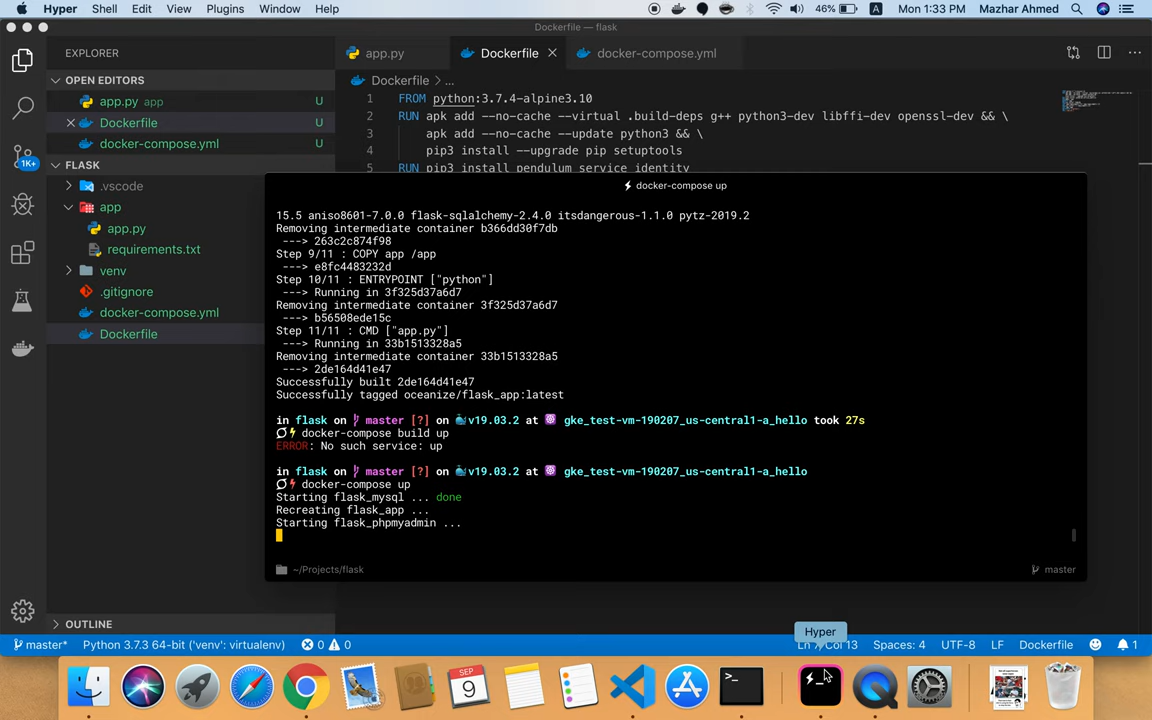 Hyper Shell Edit View Plugins Window Help 46% A Mon 1:33 PM Mazhar Ahmed
Dockerfile — flask
EXPLORER
app.py Dockerfile docker-compose.yml
OPEN EDITORS
app.py app U
Dockerfile U
docker-compose.yml U
FLASK
1K+
.vscode
app
app.py
requirements.txt
venv
.gitignore
docker-compose.yml
Dockerfile
OUTLINE
Dockerfile > ...
1 FROM python:3.7.4-alpine3.10
2 RUN apk add --no-cache --virtual .build-deps g++ python3-dev libffi-dev openssl-dev && \
3 apk add --no-cache --update python3 && \
4 pip3 install --upgrade pip setuptools
5 RUN pip3 install pendulum service_identity
docker-compose up
15.5 aniso8601-7.0.0 flask-sqlalchemy-2.4.0 itsdangerous-1.1.0 pytz-2019.2
Removing intermediate container b366dd30f7db
---> 263c2c874f98
Step 9/11 : COPY app /app
---> e8fc4483232d
Step 10/11 : ENTRYPOINT ["python"]
---> Running in 3f325d37a6d7
Removing intermediate container 3f325d37a6d7
---> b56508ede15c
Step 11/11 : CMD ["app.py"]
---> Running in 33b1513328a5
Removing intermediate container 33b1513328a5
---> 2de164d41e47
Successfully built 2de164d41e47
Successfully tagged oceanize/flask_app:latest
in flask on master [?] on v19.03.2 at gke_test-vm-190207_us-central1-a_hello took 27s
docker-compose build up
ERROR: No such service: up
in flask on master [?] on v19.03.2 at gke_test-vm-190207_us-central1-a_hello
docker-compose up
Starting flask_mysql ... done
Recreating flask_app ...
Starting flask_phpmyadmin ...
~/Projects/flask master
Hyper
master* Python 3.7.3 64-bit ('venv': virtualenv) 0 0 Col 13 Spaces: 4 UTF-8 LF Dockerfile 1
SEP
9